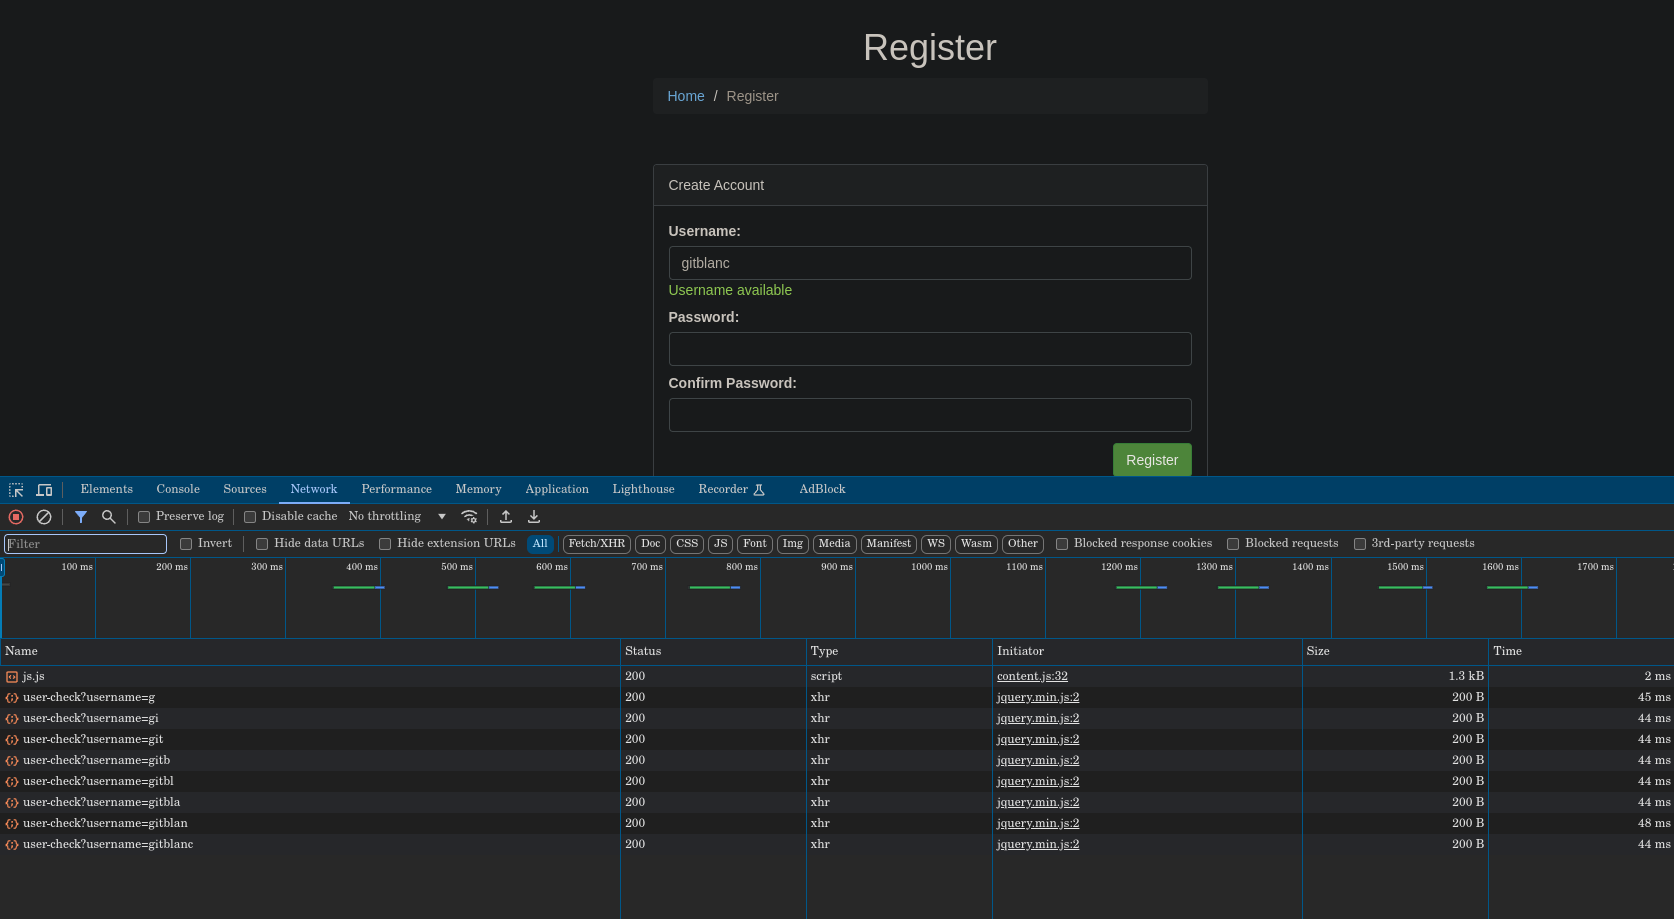 Register
Home / Register
Create Account
Username:
gitblanc
Username available
Password:
Confirm Password:
Register
Elements Console Sources Network Performance Memory Application Lighthouse Recorder AdBlock
Preserve log Disable cache No throttling
Filter Invert Hide data URLs Hide extension URLs All Fetch/XHR Doc CSS JS Font Img Media Manifest WS Wasm Other Blocked response cookies Blocked requests 3rd-party requests
100 ms 200 ms 300 ms 400 ms 500 ms 600 ms 700 ms 800 ms 900 ms 1000 ms 1100 ms 1200 ms 1300 ms 1400 ms 1500 ms 1600 ms 1700 ms
Name Status Type Initiator Size Time
js.js 200 script content.js:32 1.3 kB 2 ms
user-check?username=g 200 xhr jquery.min.js:2 200 B 45 ms
user-check?username=gi 200 xhr jquery.min.js:2 200 B 44 ms
user-check?username=git 200 xhr jquery.min.js:2 200 B 44 ms
user-check?username=gitb 200 xhr jquery.min.js:2 200 B 44 ms
user-check?username=gitbl 200 xhr jquery.min.js:2 200 B 44 ms
user-check?username=gitbla 200 xhr jquery.min.js:2 200 B 44 ms
user-check?username=gitblan 200 xhr jquery.min.js:2 200 B 48 ms
user-check?username=gitblanc 200 xhr jquery.min.js:2 200 B 44 ms